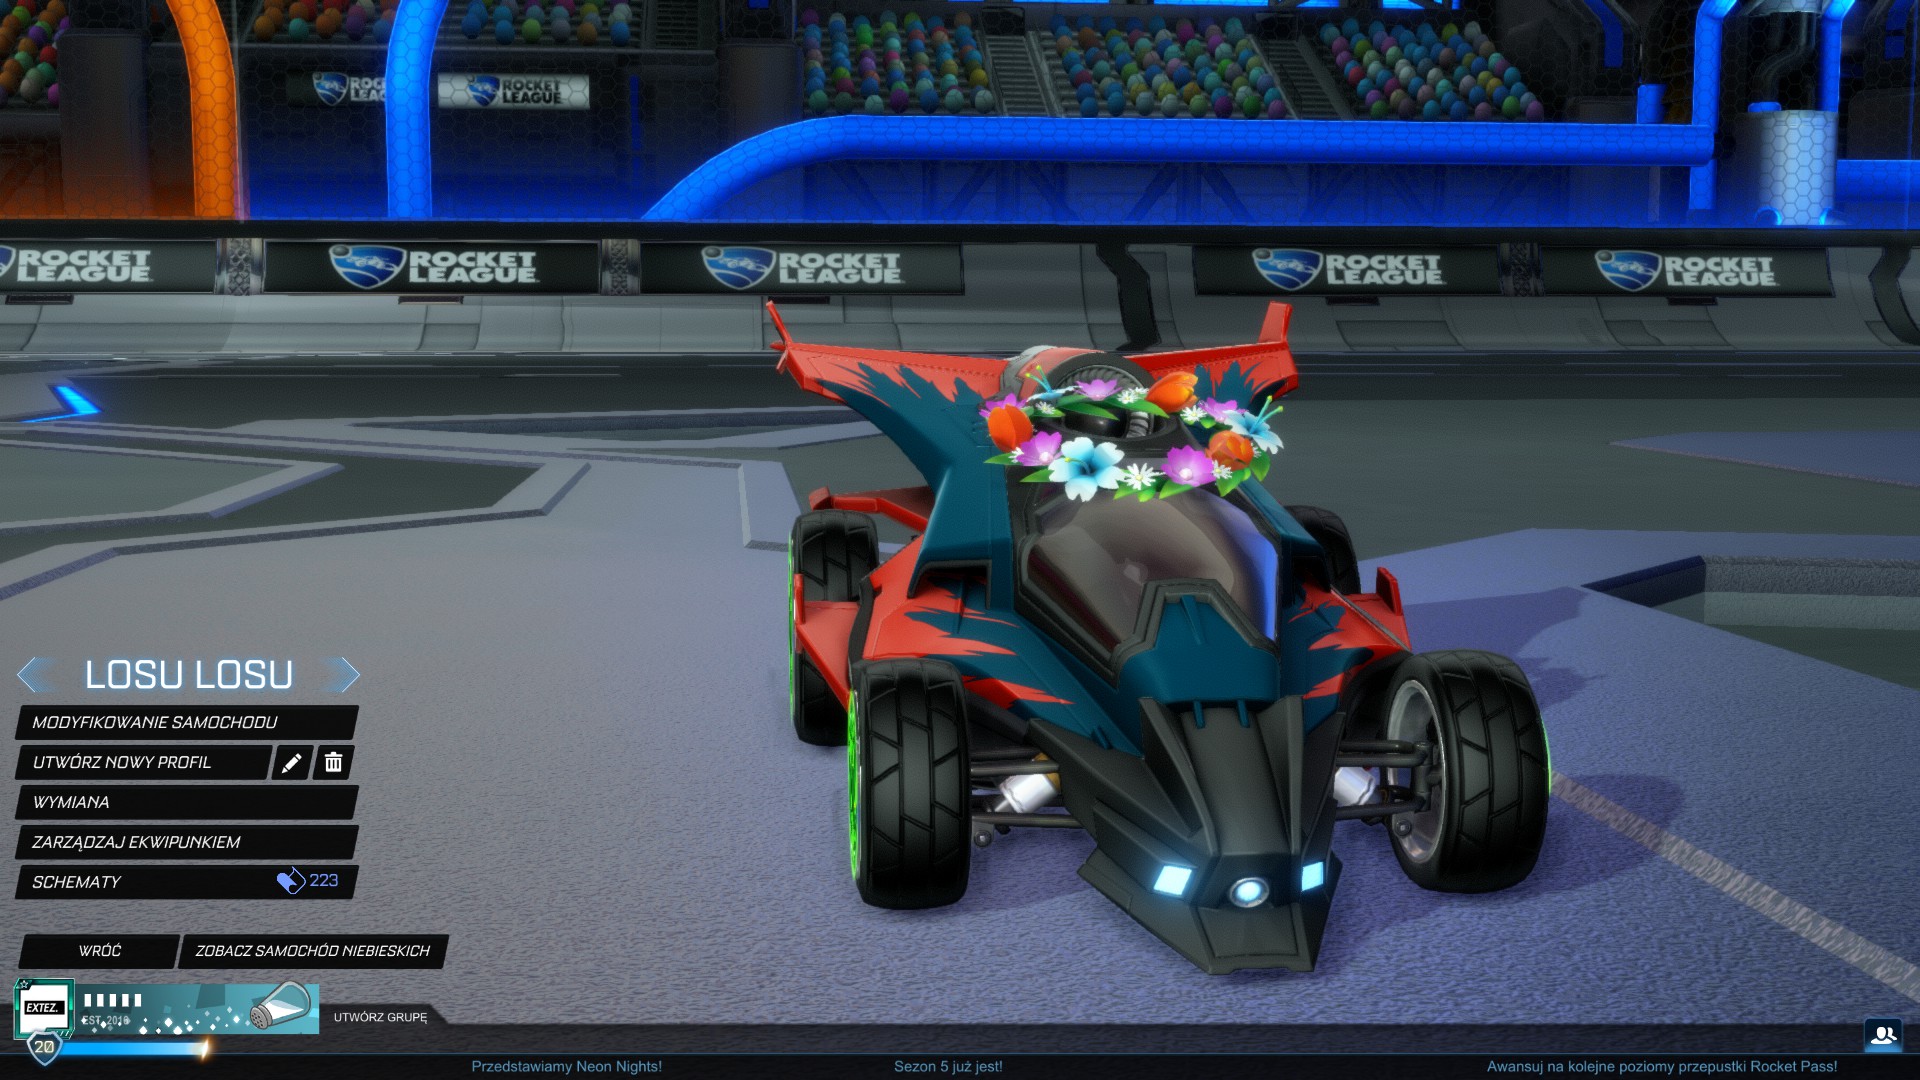 ROCKET
LEAGUE
ROCKET
LEAGUE
ROCKET
LEAGUE
ROCKET
LEAGUE
ROCKET
LEAGUE
ROCKET
LEAGUE
LOSU LOSU
MODYFIKOWANIE SAMOCHODU
UTWÓRZ NOWY PROFIL
WYMIANA
ZARZĄDZAJ EKWIPUNKIEM
SCHEMATY 223
WRÓĆ ZOBACZ SAMOCHÓD NIEBIESKICH
EXTEZ.
EST. 2018
UTWÓRZ GRUPĘ
20
Przedstawiamy Neon Nights! Sezon 5 już jest! Awansuj na kolejne poziomy przepustki Rocket Pass!